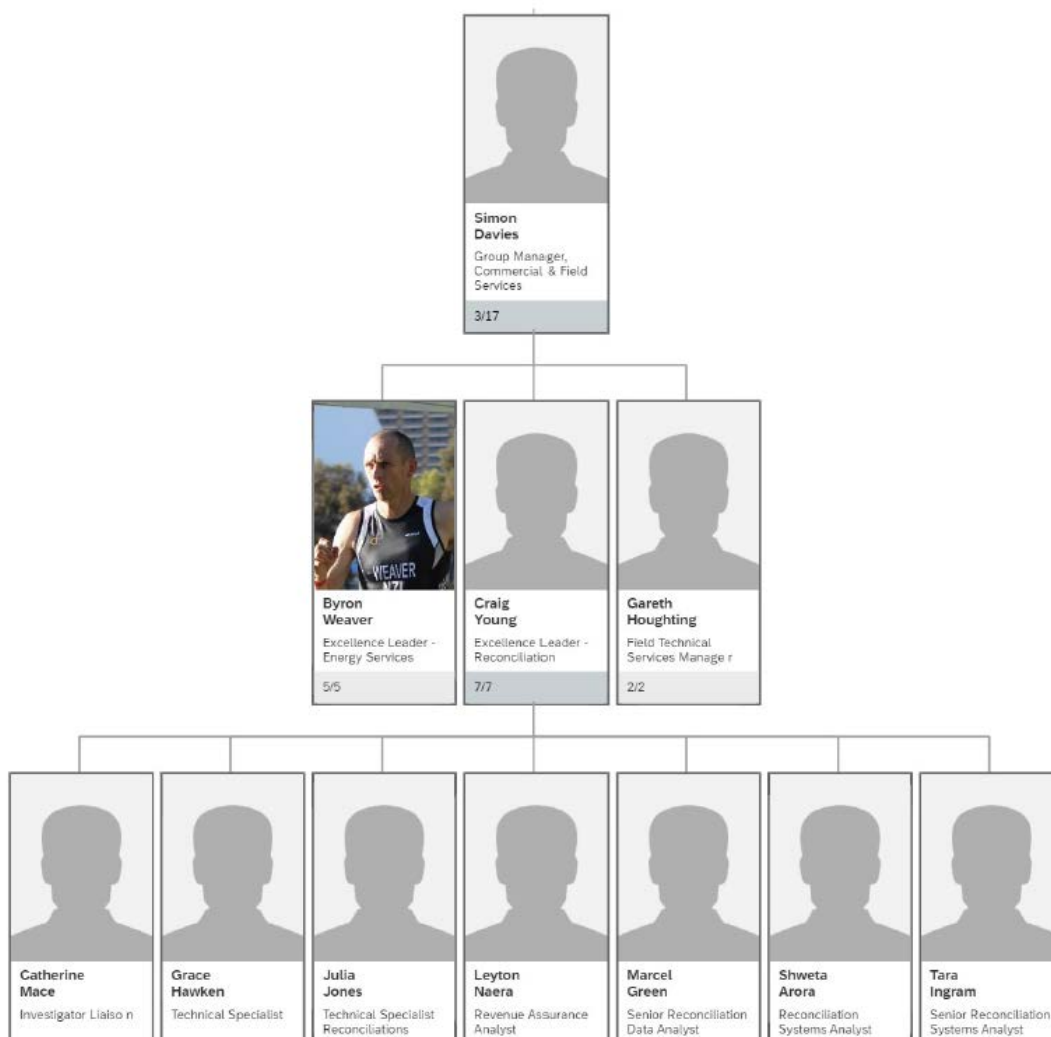 Simon
Davies
Group Manager,
Commercial & Field
Services
3/17
WEAVER
NZL
Byron
Weaver
Excellence Leader -
Energy Services
5/5
Craig
Young
Excellence Leader -
Reconciliation
7/7
Gareth
Houghting
Field Technical
Services Manage r
2/2
Catherine
Mace
Investigator Liaiso n
Grace
Hawken
Technical Specialist
Julia
Jones
Technical Specialist
Reconciliations
Leyton
Naera
Revenue Assurance
Analyst
Marcel
Green
Senior Reconciliation
Data Analyst
Shweta
Arora
Reconciliation
Systems Analyst
Tara
Ingram
Senior Reconciliation
Systems Analyst